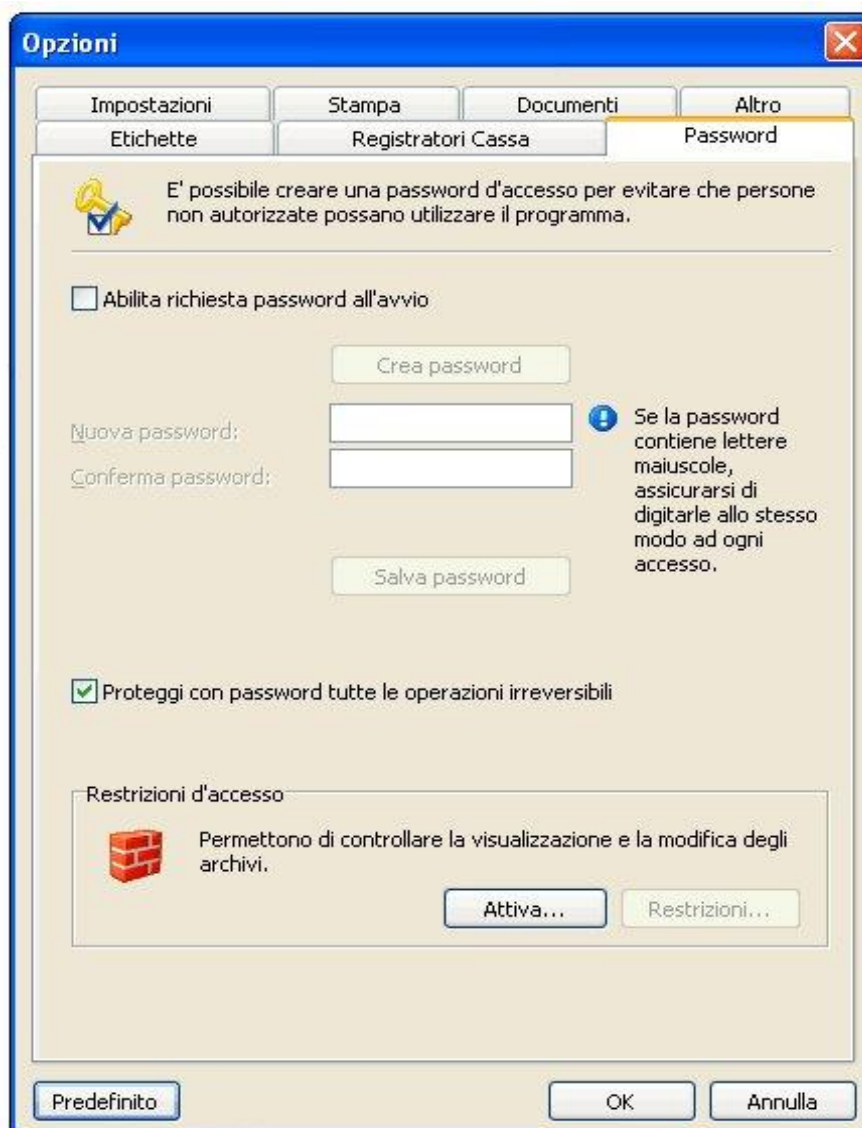 Opzioni
Impostazioni Stampa Documenti Altro
Etichette Registratori Cassa Password
E' possibile creare una password d'accesso per evitare che persone
non autorizzate possano utilizzare il programma.
Abilita richiesta password all'avvio
Crea password
Nuova password:
Conferma password:
Se la password
contiene lettere
maiuscole,
assicurarsi di
digitarle allo stesso
modo ad ogni
accesso.
Salva password
Proteggi con password tutte le operazioni irreversibili
Restrizioni d'accesso
Permettono di controllare la visualizzazione e la modifica degli
archivi.
Attiva... Restrizioni...
Predefinito OK Annulla